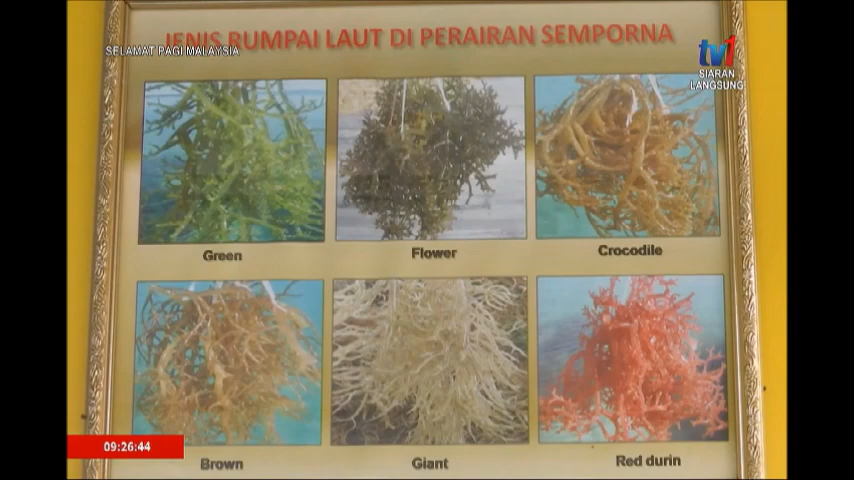 JENIS RUMPAI LAUT DI PERAIRAN SEMPORNA
SELAMAT PAGI MALAYSIA
tv1
SIARAN
LANGSUNG
Green
Flower
Crocodile
Brown
Giant
Red durin
09:26:44